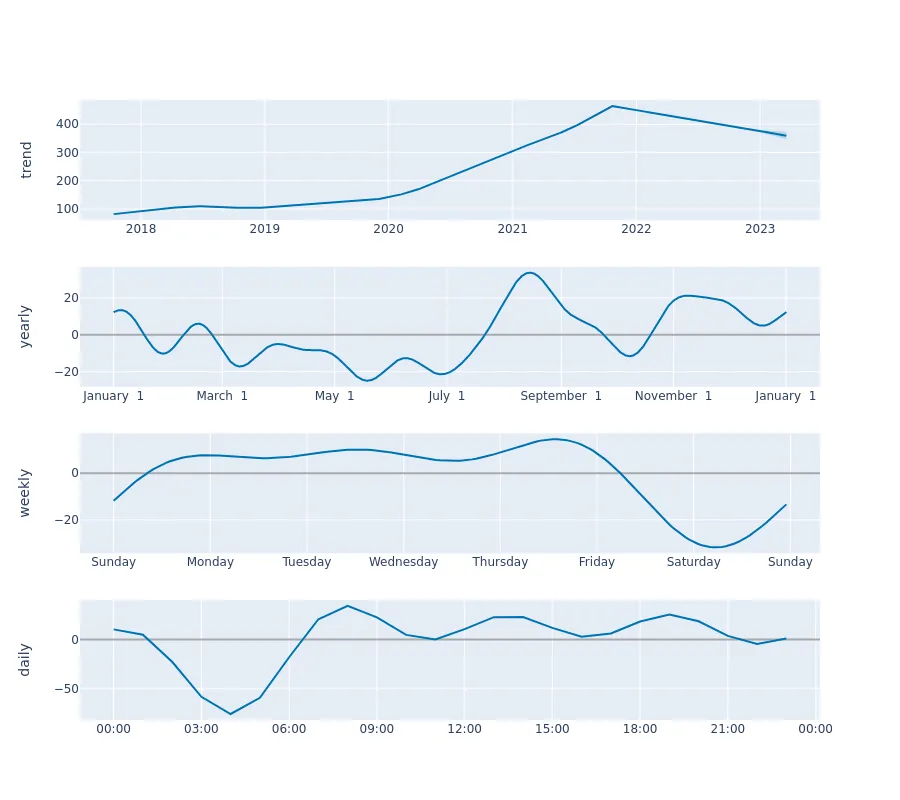 trend
400
300
200
100
2018 2019 2020 2021 2022 2023
yearly
20
0
−20
January 1 March 1 May 1 July 1 September 1 November 1 January 1
weekly
0
−20
Sunday Monday Tuesday Wednesday Thursday Friday Saturday Sunday
daily
0
−50
00:00 03:00 06:00 09:00 12:00 15:00 18:00 21:00 00:00